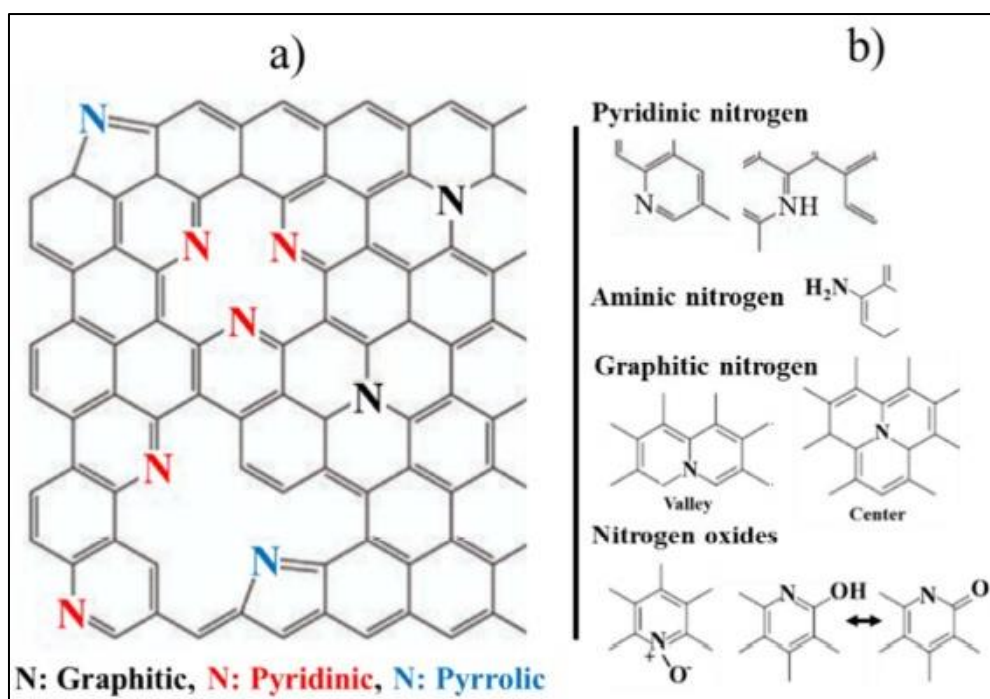 a)
b)
N
N
N
N
N
N
N
N
N
N: Graphitic, N: Pyridinic, N: Pyrrolic
Pyridinic nitrogen
N
NH
Aminic nitrogen
H₂N
Graphitic nitrogen
N
Valley
N
Center
Nitrogen oxides
N
+
O-
N
OH
N
O